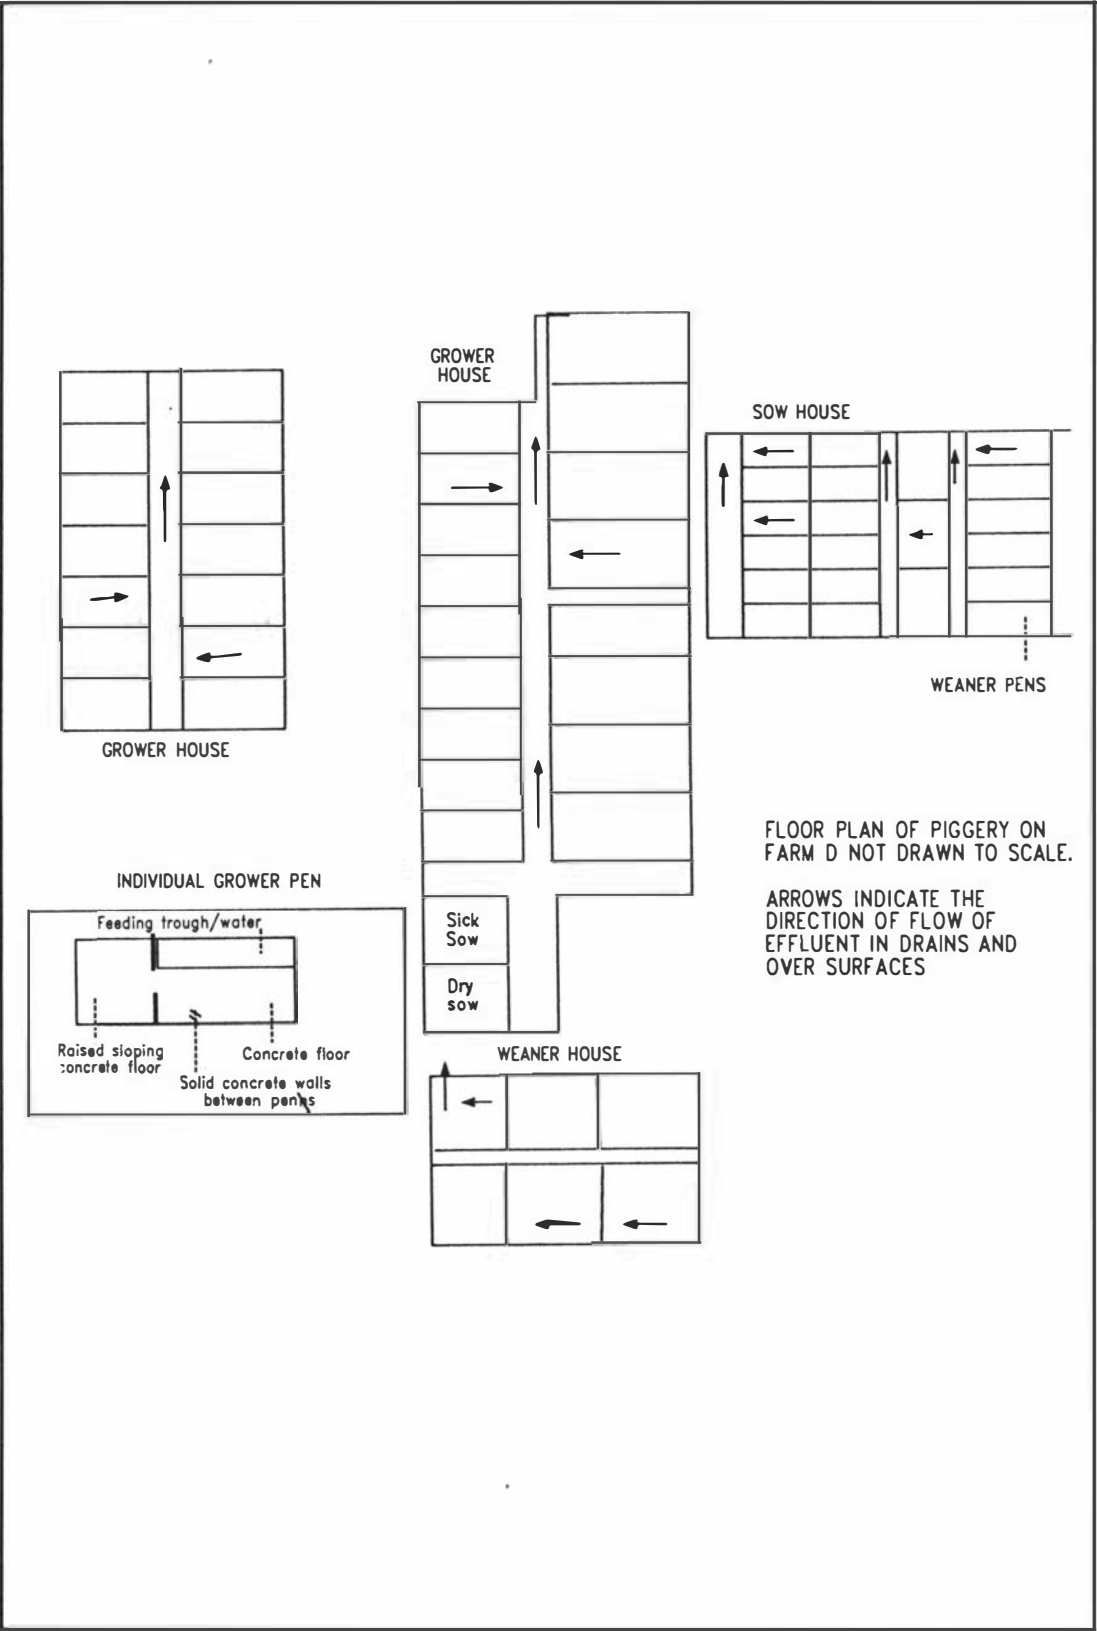 GROWER
HOUSE
SOW HOUSE
WEANER PENS
GROWER HOUSE
FLOOR PLAN OF PIGGERY ON
FARM D NOT DRAWN TO SCALE.
ARROWS INDICATE THE
DIRECTION OF FLOW OF
EFFLUENT IN DRAINS AND
OVER SURFACES
INDIVIDUAL GROWER PEN
Feeding trough/water
Raised sloping
concrete floor
Concrete floor
Solid concrete walls
between penns
Sick
Sow
Dry
sow
WEANER HOUSE